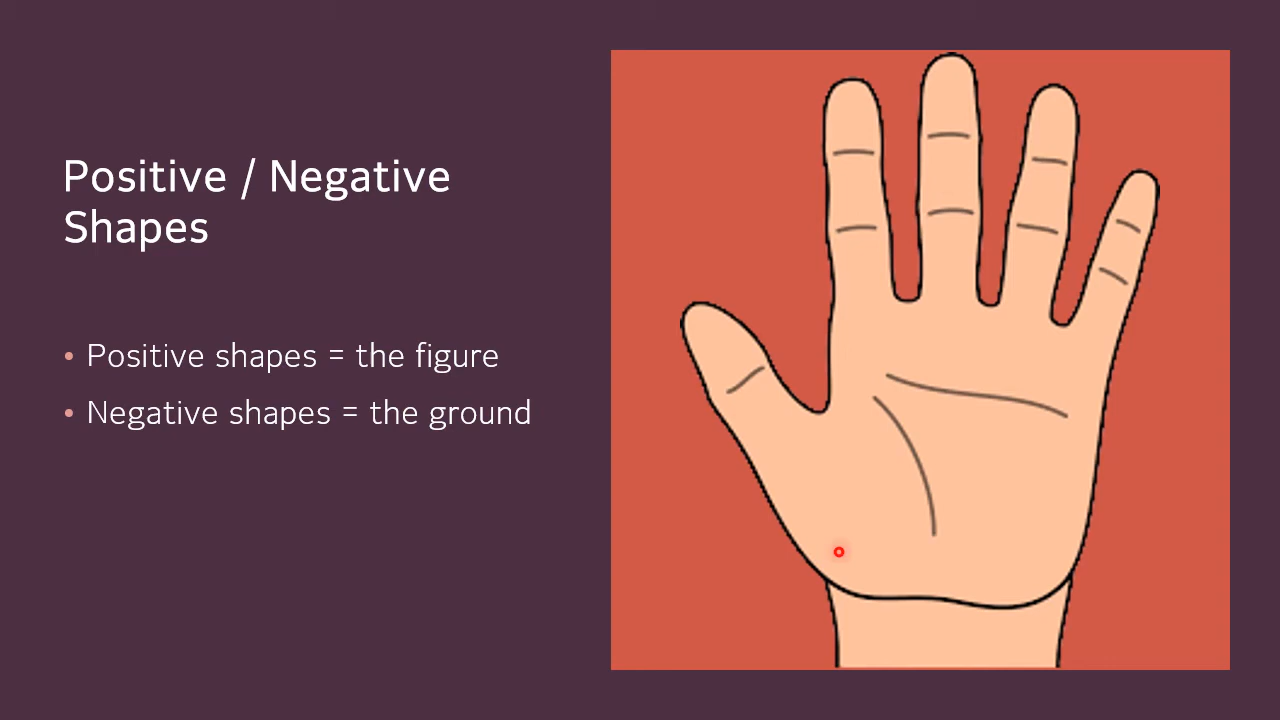 Positive / Negative
Shapes
• Positive shapes = the figure
• Negative shapes = the ground